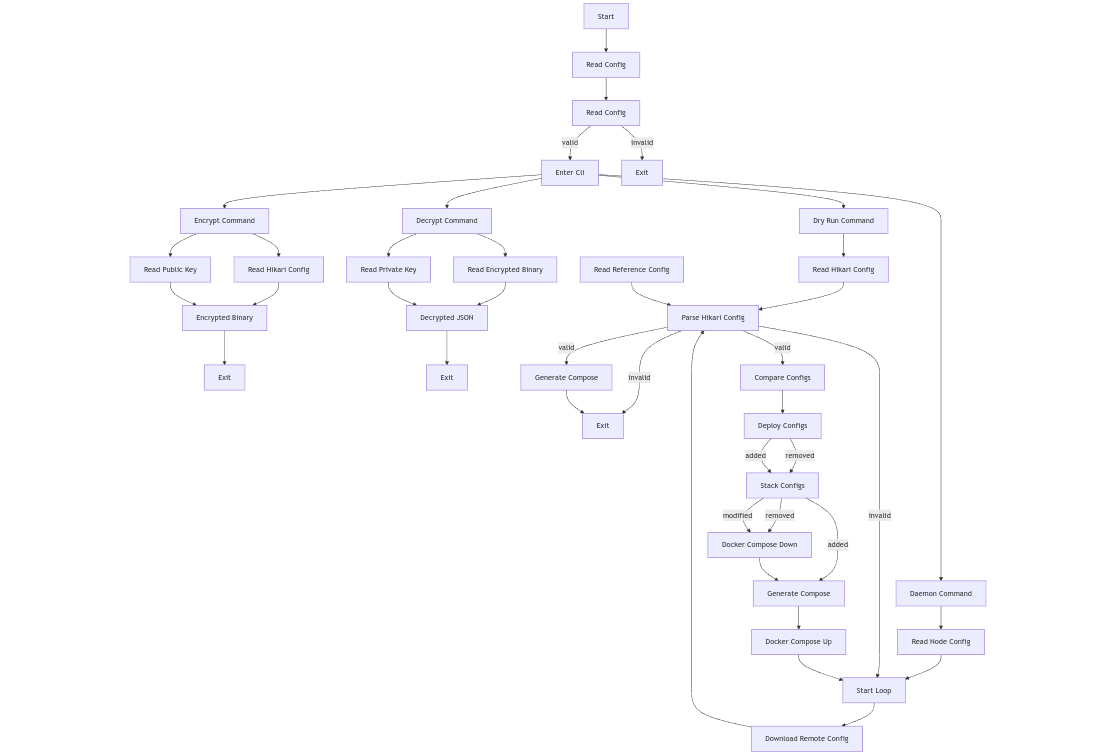 Start
Read Config
Read Config
valid
invalid
Enter Cli
Exit
Encrypt Command
Decrypt Command
Dry Run Command
Read Public Key
Read Hikari Config
Read Private Key
Read Encrypted Binary
Read Reference Config
Read Hikari Config
Encrypted Binary
Decrypted JSON
Parse Hikari Config
valid
valid
Exit
Exit
Generate Compose
invalid
Compare Configs
Exit
Deploy Configs
added
removed
Stack Configs
modified
removed
invalid
Docker Compose Down
added
Generate Compose
Daemon Command
Docker Compose Up
Read Node Config
Start Loop
Download Remote Config